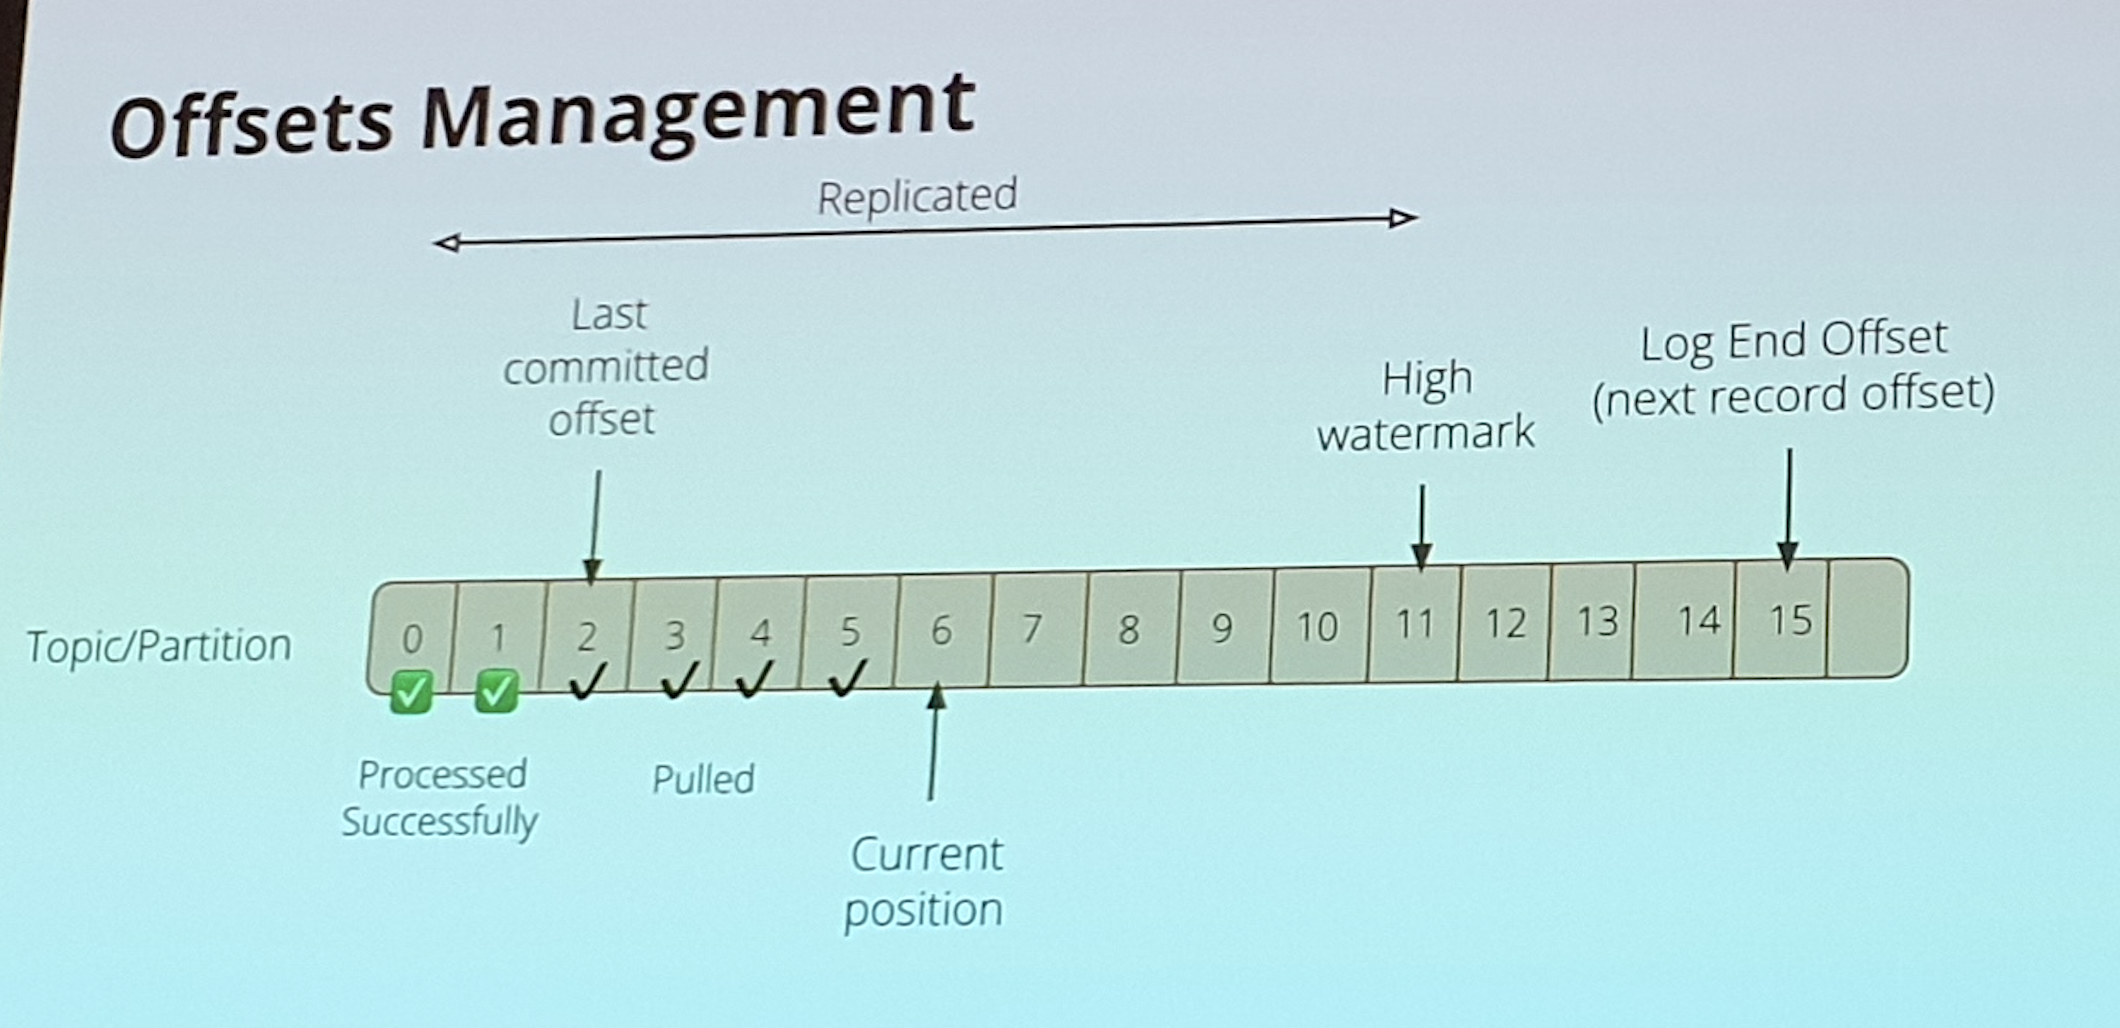 Offsets Management
Replicated
Last
committed
offset
High
watermark
Log End Offset
(next record offset)
Topic/Partition
0 1 2 3 4 5 6 7 8 9 10 11 12 13 14 15
Processed
Successfully
Pulled
Current
position